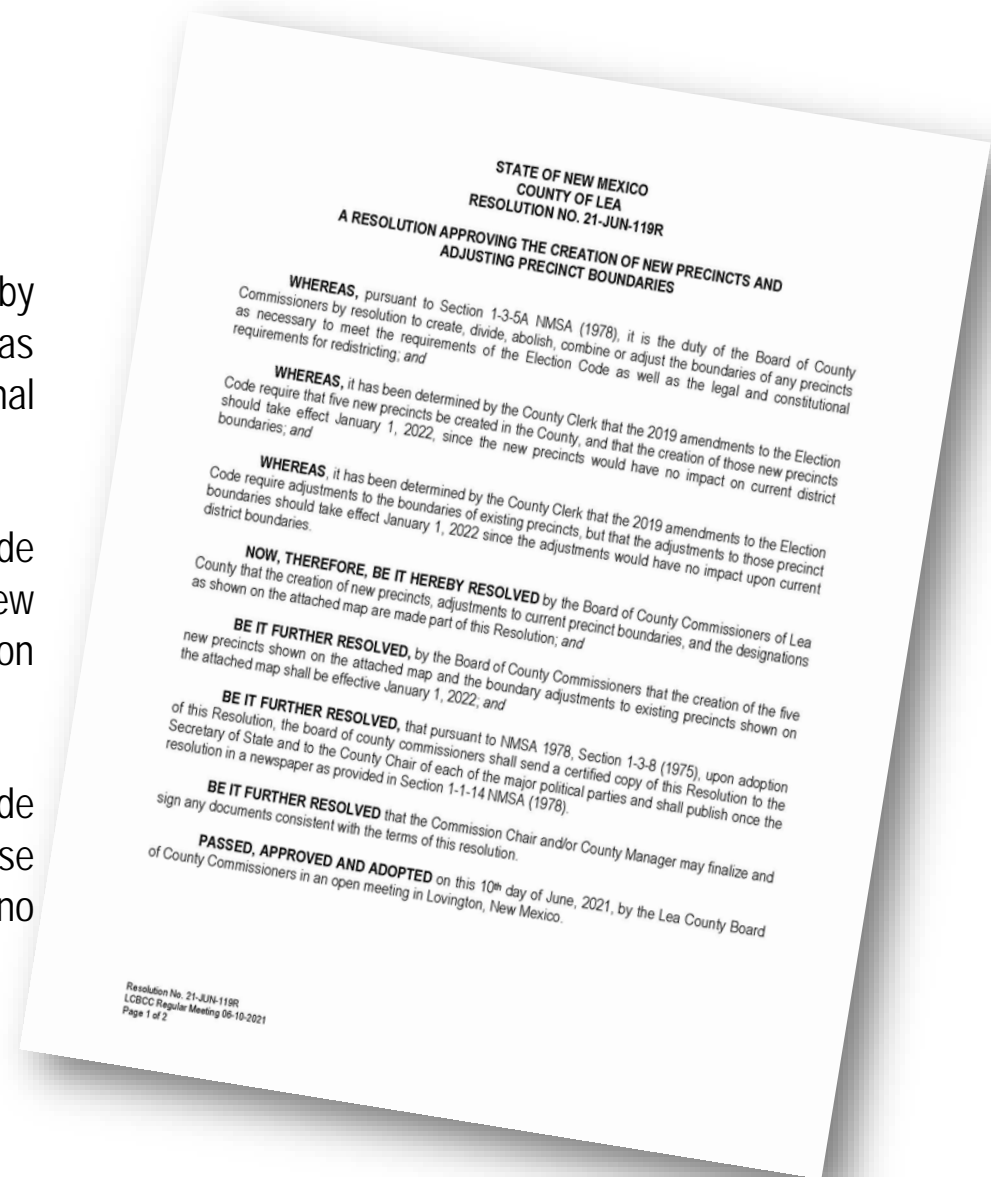 by
as
nal
de
ew
on
de
se
no
STATE OF NEW MEXICO
COUNTY OF LEA
RESOLUTION NO. 21-JUN-119R
A RESOLUTION APPROVING THE CREATION OF NEW PRECINCTS AND
ADJUSTING PRECINCT BOUNDARIES
WHEREAS, pursuant to Section 1-3-5A NMSA (1978), it is the duty of the Board of County
Commissioners by resolution to create, divide, abolish, combine or adjust the boundaries of any precincts
as necessary to meet the requirements of the Election Code as well as the legal and constitutional
requirements for redistricting; and
WHEREAS, it has been determined by the County Clerk that the 2019 amendments to the Election
Code require that five new precincts be created in the County, and that the creation of those new precincts
should take effect January 1, 2022, since the new precincts would have no impact on current district
boundaries; and
WHEREAS, it has been determined by the County Clerk that the 2019 amendments to the Election
Code require adjustments to the boundaries of existing precincts, but that the adjustments to those precinct
boundaries should take effect January 1, 2022 since the adjustments would have no impact upon current
district boundaries.
NOW, THEREFORE, BE IT HEREBY RESOLVED by the Board of County Commissioners of Lea
County that the creation of new precincts, adjustments to current precinct boundaries, and the designations
as shown on the attached map are made part of this Resolution; and
BE IT FURTHER RESOLVED, by the Board of County Commissioners that the creation of the five
new precincts shown on the attached map and the boundary adjustments to existing precincts shown on
the attached map shall be effective January 1, 2022; and
BE IT FURTHER RESOLVED, that pursuant to NMSA 1978, Section 1-3-8 (1975), upon adoption
of this Resolution, the board of county commissioners shall send a certified copy of this Resolution to the
Secretary of State and to the County Chair of each of the major political parties and shall publish once the
resolution in a newspaper as provided in Section 1-1-14 NMSA (1978).
BE IT FURTHER RESOLVED that the Commission Chair and/or County Manager may finalize and
sign any documents consistent with the terms of this resolution.
PASSED, APPROVED AND ADOPTED on this 10th day of June, 2021, by the Lea County Board
of County Commissioners in an open meeting in Lovington, New Mexico.
Resolution No. 21-JUN-119R
LCBCC Regular Meeting 06-10-2021
Page 1 of 2